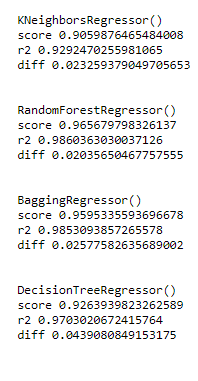 KNeighborsRegressor()
score 0.9059876465484008
r2 0.9292470255981065
diff 0.023259379049705653
RandomForestRegressor()
score 0.965679798326137
r2 0.9860363030037126
diff 0.02035650467757555
BaggingRegressor()
score 0.9595335593696678
r2 0.9853093857265578
diff 0.02577582635689002
DecisionTreeRegressor()
score 0.9263939823262589
r2 0.9703020672415764
diff 0.0439080849153175